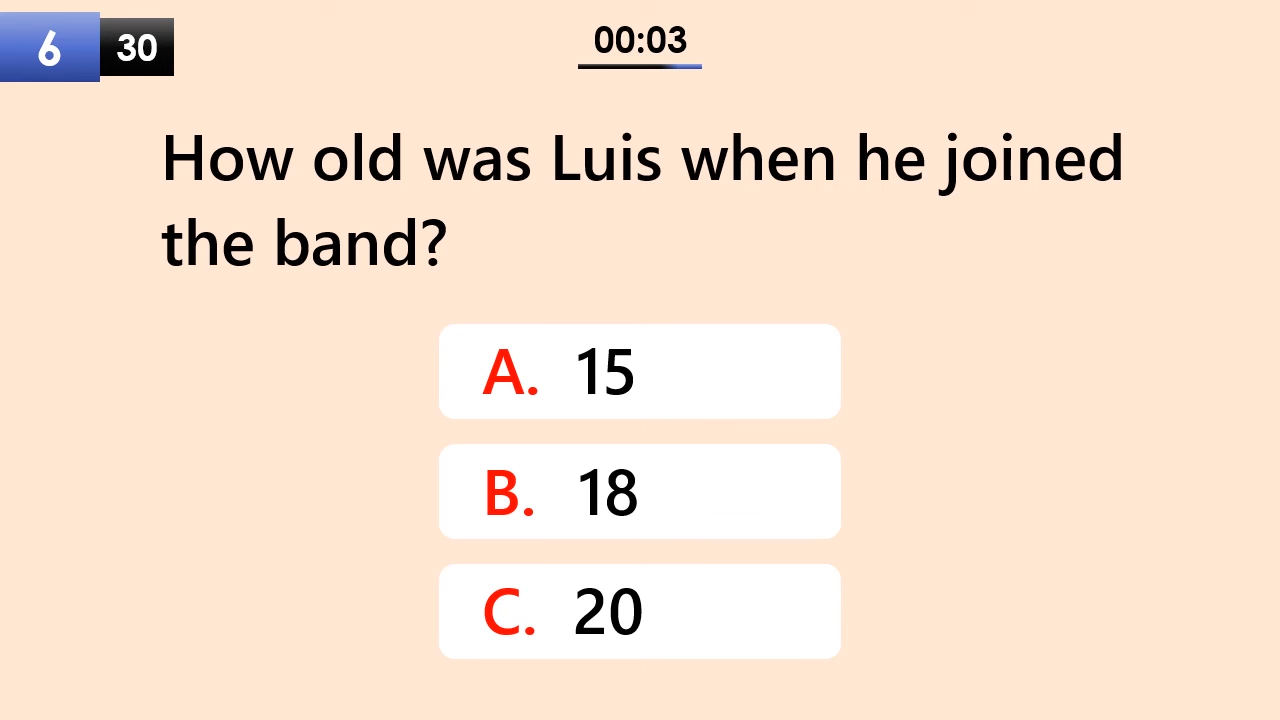 6 30
00:03
How old was Luis when he joined
the band?
A. 15
B. 18
C. 20